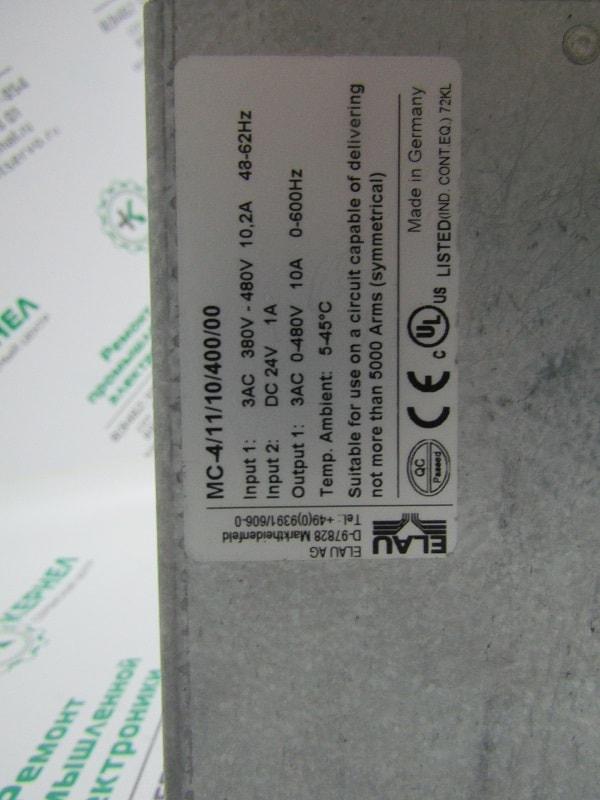 MC-4/11/10/400/00
Input 1: 3AC 380V - 480V 10,2A 48-62Hz
Input 2: DC 24V 1A
Output 1: 3AC 0-480V 10A 0-600Hz
Temp. Ambient: 5-45°C
Suitable for use on a circuit capable of delivering
not more than 5000 Arms (symmetrical)
Made in Germany
QC Passed CE c UL US LISTED(IND. CONT.EQ.) 72KL
ELAU
ELAU AG
D-97828 Marktheidenfeld
Tel.: +49(0)9391/606-0
КЕРНЕЛ
Ремонт
промышленной
электроники